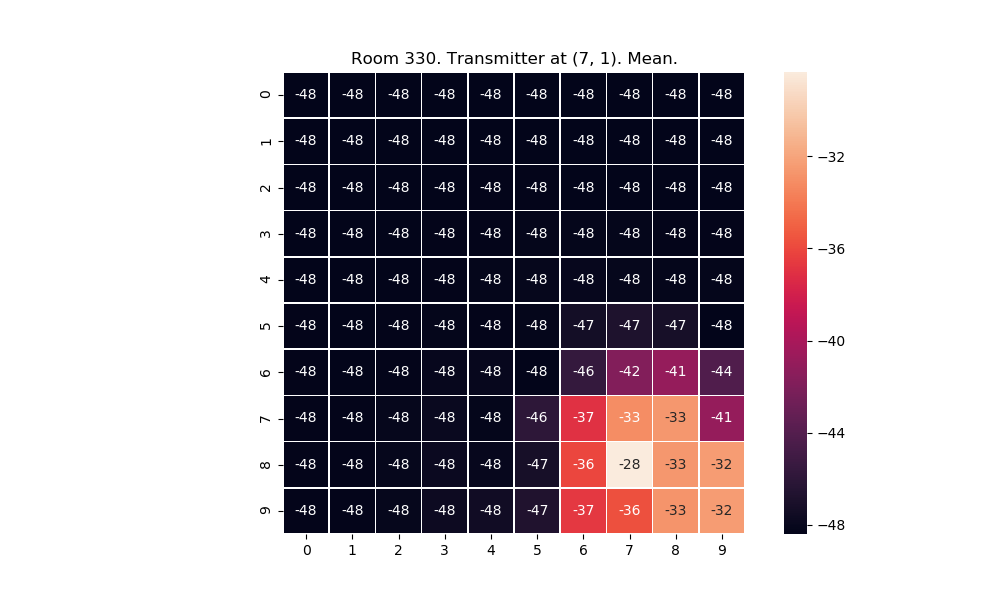 Room 330. Transmitter at (7, 1). Mean.
0 -48 -48 -48 -48 -48 -48 -48 -48 -48 -48
1 -48 -48 -48 -48 -48 -48 -48 -48 -48 -48
2 -48 -48 -48 -48 -48 -48 -48 -48 -48 -48
3 -48 -48 -48 -48 -48 -48 -48 -48 -48 -48
4 -48 -48 -48 -48 -48 -48 -48 -48 -48 -48
5 -48 -48 -48 -48 -48 -48 -47 -47 -47 -48
6 -48 -48 -48 -48 -48 -48 -46 -42 -41 -44
7 -48 -48 -48 -48 -48 -46 -37 -33 -33 -41
8 -48 -48 -48 -48 -48 -47 -36 -28 -33 -32
9 -48 -48 -48 -48 -48 -47 -37 -36 -33 -32
0 1 2 3 4 5 6 7 8 9
−32
−36
−40
−44
−48